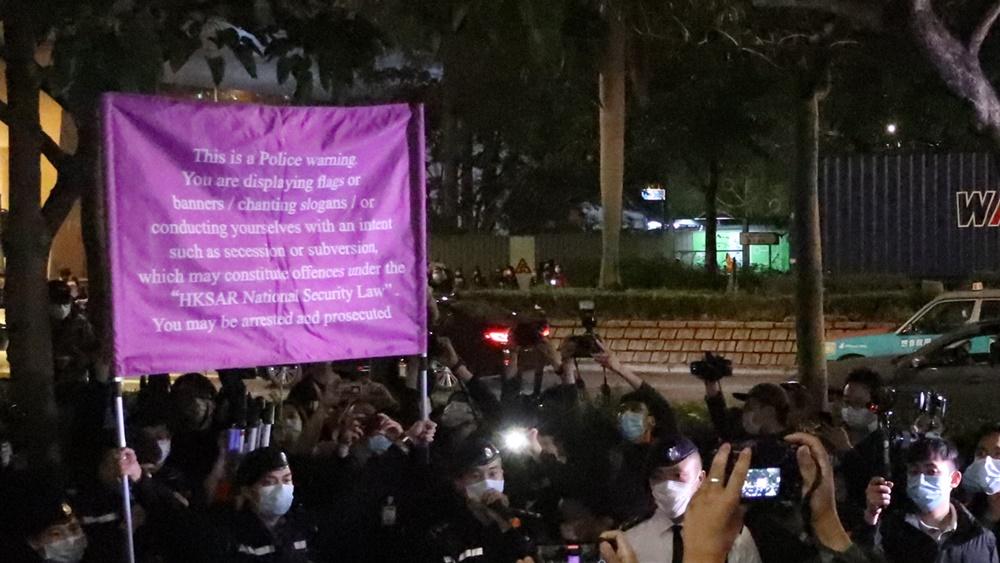 This is a Police warning.
You are displaying flags or
banners / chanting slogans / or
conducting yourselves with an intent
such as secession or subversion,
which may constitute offences under the
“HKSAR National Security Law” .
You may be arrested and prosecuted